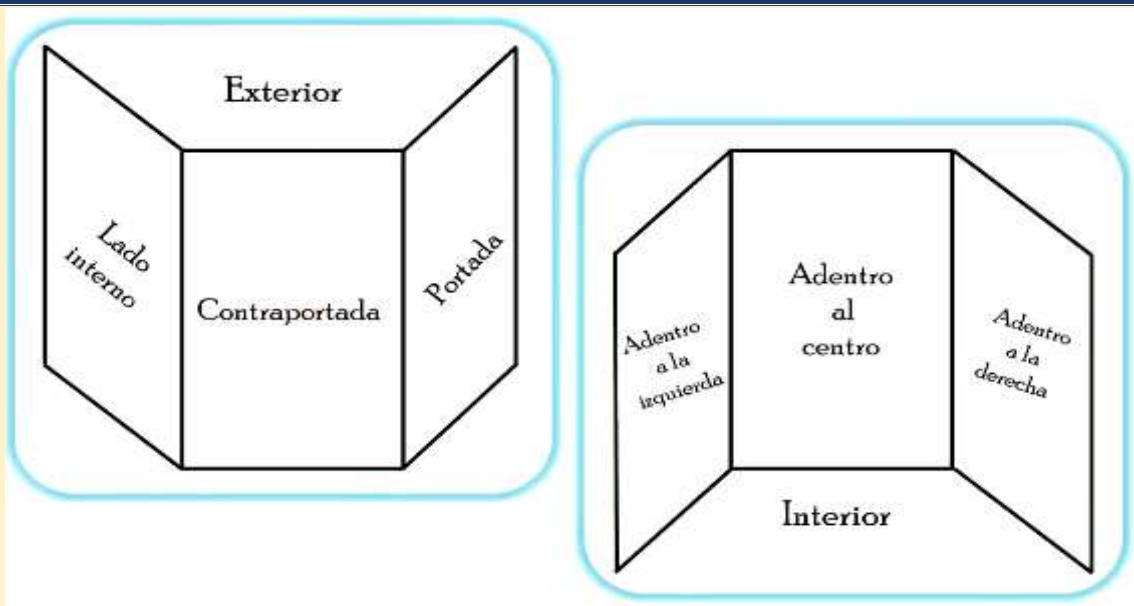 Exterior
Lado
interno
Contraportada
Portada
Adentro
a la
izquierda
Adentro
al
centro
Adentro
a la
derecha
Interior